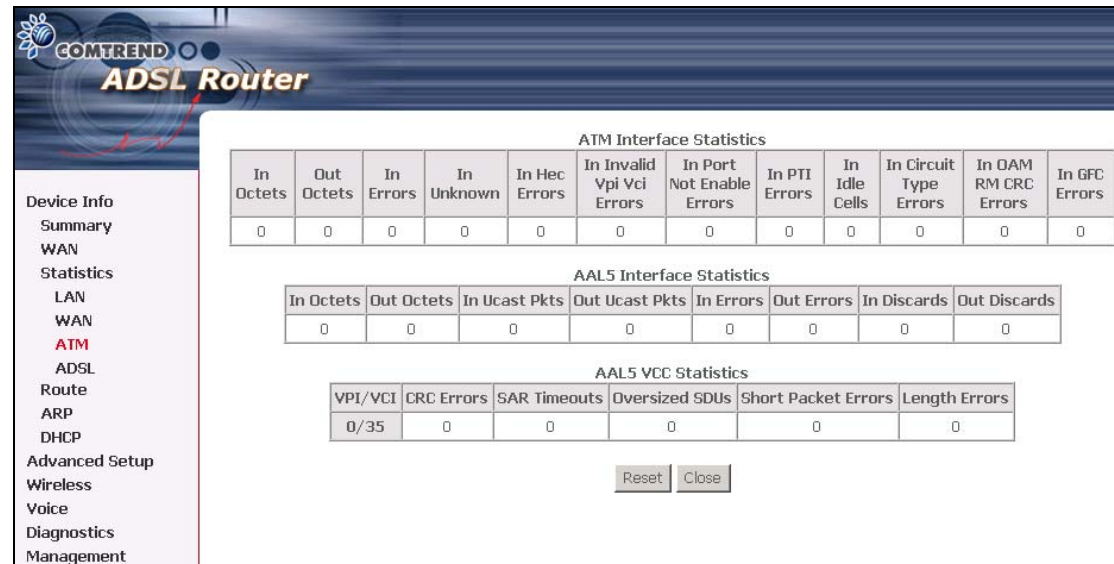 COMTREND
ADSL Router
Device Info
Summary
WAN
Statistics
LAN
WAN
ATM
ADSL
Route
ARP
DHCP
Advanced Setup
Wireless
Voice
Diagnostics
Management
ATM Interface Statistics
In Octets | Out Octets | In Errors | In Unknown | In Hec Errors | In Invalid Vpi Vci Errors | In Port Not Enable Errors | In PTI Errors | In Idle Cells | In Circuit Type Errors | In OAM RM CRC Errors | In GFC Errors
0 | 0 | 0 | 0 | 0 | 0 | 0 | 0 | 0 | 0 | 0 | 0
AAL5 Interface Statistics
In Octets | Out Octets | In Ucast Pkts | Out Ucast Pkts | In Errors | Out Errors | In Discards | Out Discards
0 | 0 | 0 | 0 | 0 | 0 | 0 | 0
AAL5 VCC Statistics
VPI/VCI | CRC Errors | SAR Timeouts | Oversized SDUs | Short Packet Errors | Length Errors
0/35 | 0 | 0 | 0 | 0 | 0
Reset Close